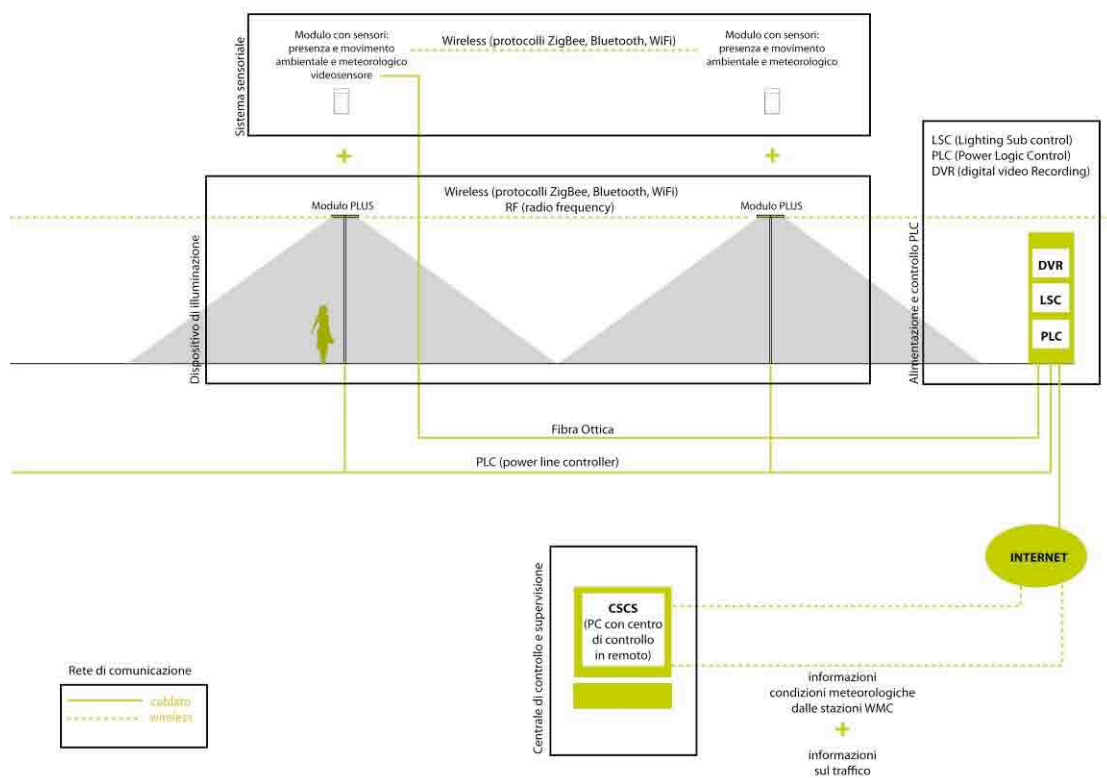 Sistema sensoriale
Modulo con sensori:
presenza e movimento
ambientale e meteorologico
videosensore
Wireless (protocolli ZigBee, Bluetooth, WiFi)
Modulo con sensori:
presenza e movimento
ambientale e meteorologico
+
+
Dispositivo di illuminazione
Wireless (protocolli ZigBee, Bluetooth, WiFi)
RF (radio frequency)
Modulo PLUS
Modulo PLUS
Alimentazione e controllo PLC
LSC (Lighting Sub control)
PLC (Power Logic Control)
DVR (digital video Recording)
DVR
LSC
PLC
Fibra Ottica
PLC (power line controller)
INTERNET
Centrale di controllo e supervisione
CSCS
(PC con centro
di controllo
in remoto)
informazioni
condizioni meteorologiche
dalle stazioni WMC
+
informazioni
sul traffico
Rete di comunicazione
cablato
wireless